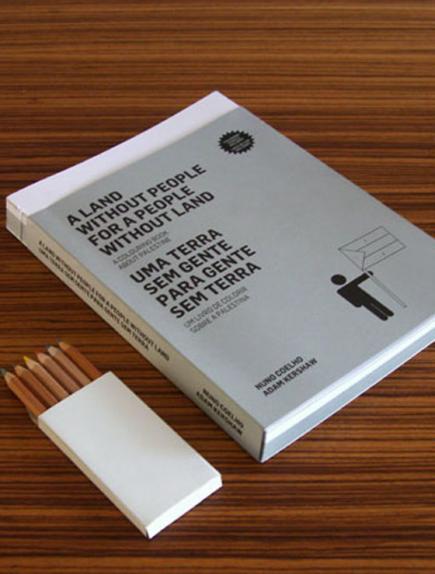 A LAND
WITHOUT PEOPLE
FOR A PEOPLE
WITHOUT LAND
A COLOURING BOOK
ABOUT PALESTINE
UMA TERRA
SEM GENTE
PARA GENTE
SEM TERRA
UM LIVRO DE COLORIR
SOBRE A PALESTINA
NUNO COELHO
ADAM KERSHAW
A LAND WITHOUT PEOPLE FOR A PEOPLE WITHOUT LAND
UMA TERRA SEM GENTE PARA GENTE SEM TERRA
NUNO COELHO
ADAM KERSHAW